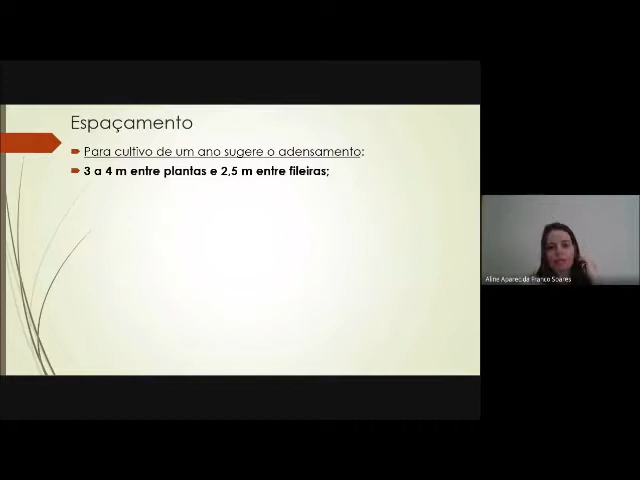 Espaçamento
Para cultivo de um ano sugere o adensamento:
3 a 4 m entre plantas e 2,5 m entre fileiras;
Aline Aparecida Franco Soares